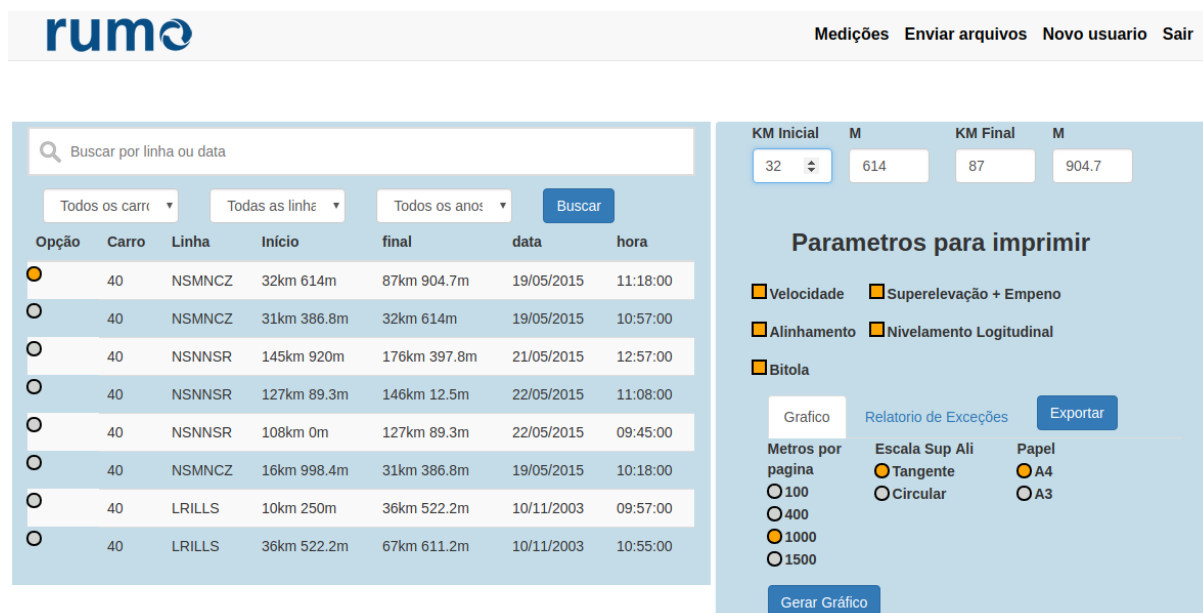 rumo
Medições Enviar arquivos Novo usuario Sair
Buscar por linha ou data
Todos os carro Todas as linha Todos os anos Buscar
Opção Carro Linha Início final data hora
40 NSMNCZ 32km 614m 87km 904.7m 19/05/2015 11:18:00
40 NSMNCZ 31km 386.8m 32km 614m 19/05/2015 10:57:00
40 NSNNSR 145km 920m 176km 397.8m 21/05/2015 12:57:00
40 NSNNSR 127km 89.3m 146km 12.5m 22/05/2015 11:08:00
40 NSNNSR 108km 0m 127km 89.3m 22/05/2015 09:45:00
40 NSMNCZ 16km 998.4m 31km 386.8m 19/05/2015 10:18:00
40 LRILLS 10km 250m 36km 522.2m 10/11/2003 09:57:00
40 LRILLS 36km 522.2m 67km 611.2m 10/11/2003 10:55:00
KM Inicial M KM Final M
32 614 87 904.7
Parametros para imprimir
Velocidade Superelevação + Empeno
Alinhamento Nivelamento Logitudinal
Bitola
Grafico Relatorio de Exceções Exportar
Metros por pagina
100
400
1000
1500
Escala Sup Ali
Tangente
Circular
Papel
A4
A3
Gerar Gráfico